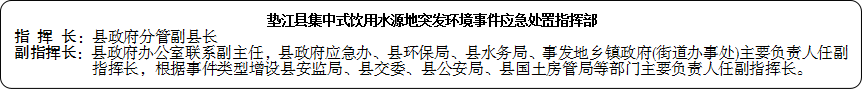 垫江县集中式饮用水源地突发环境事件应急处置指挥部
指 挥 长：县政府分管副县长
副指挥长：县政府办公室联系副主任，县政府应急办、县环保局、县水务局、事发地乡镇政府(街道办事处)主要负责人任副
指挥长，根据事件类型增设县安监局、县交委、县公安局、县国土房管局等部门主要负责人任副指挥长。